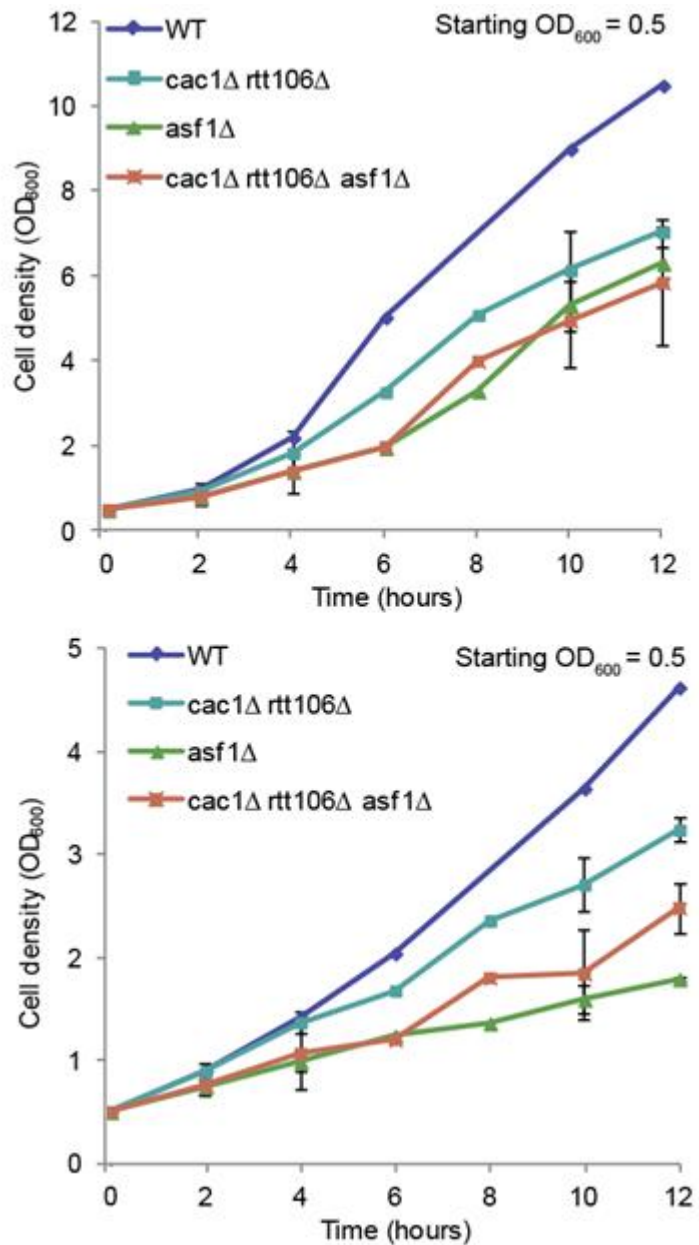 12
10
8
6
4
2
0
Cell density (OD600)
WT
cac1Δ rtt106Δ
asf1Δ
cac1Δ rtt106Δ asf1Δ
Starting OD600 = 0.5
0 2 4 6 8 10 12
Time (hours)
5
4
3
2
1
0
Cell density (OD600)
WT
cac1Δ rtt106Δ
asf1Δ
cac1Δ rtt106Δ asf1Δ
Starting OD600 = 0.5
0 2 4 6 8 10 12
Time (hours)